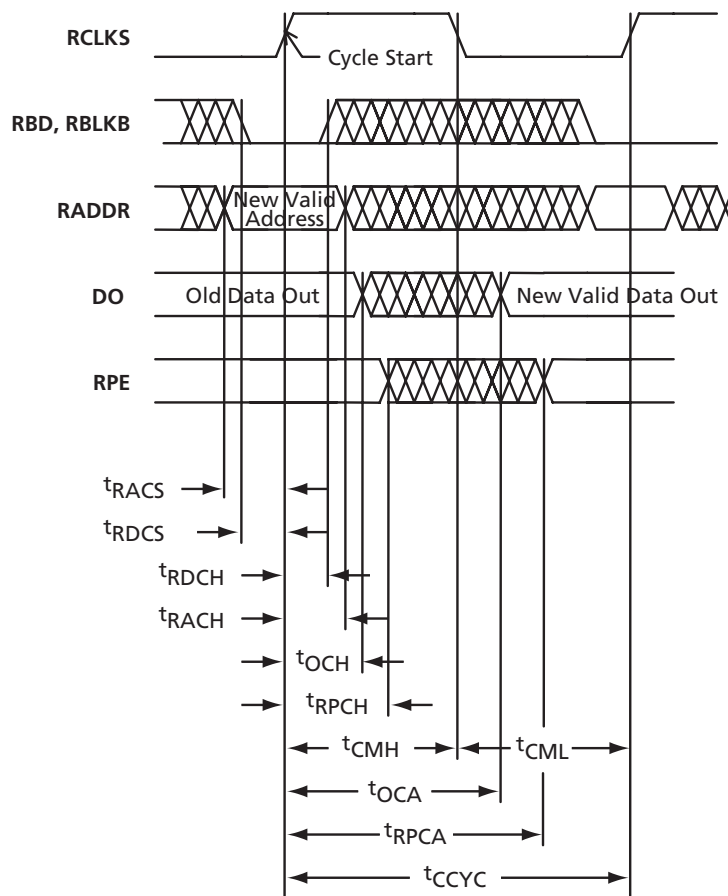 RCLKS
Cycle Start
RBD, RBLKB
RADDR
New Valid
Address
DO
Old Data Out
New Valid Data Out
RPE
tRACS
tRDCS
tRDCH
tRACH
tOCH
tRPCH
tCMH
tCML
tOCA
tRPCA
tCCYC